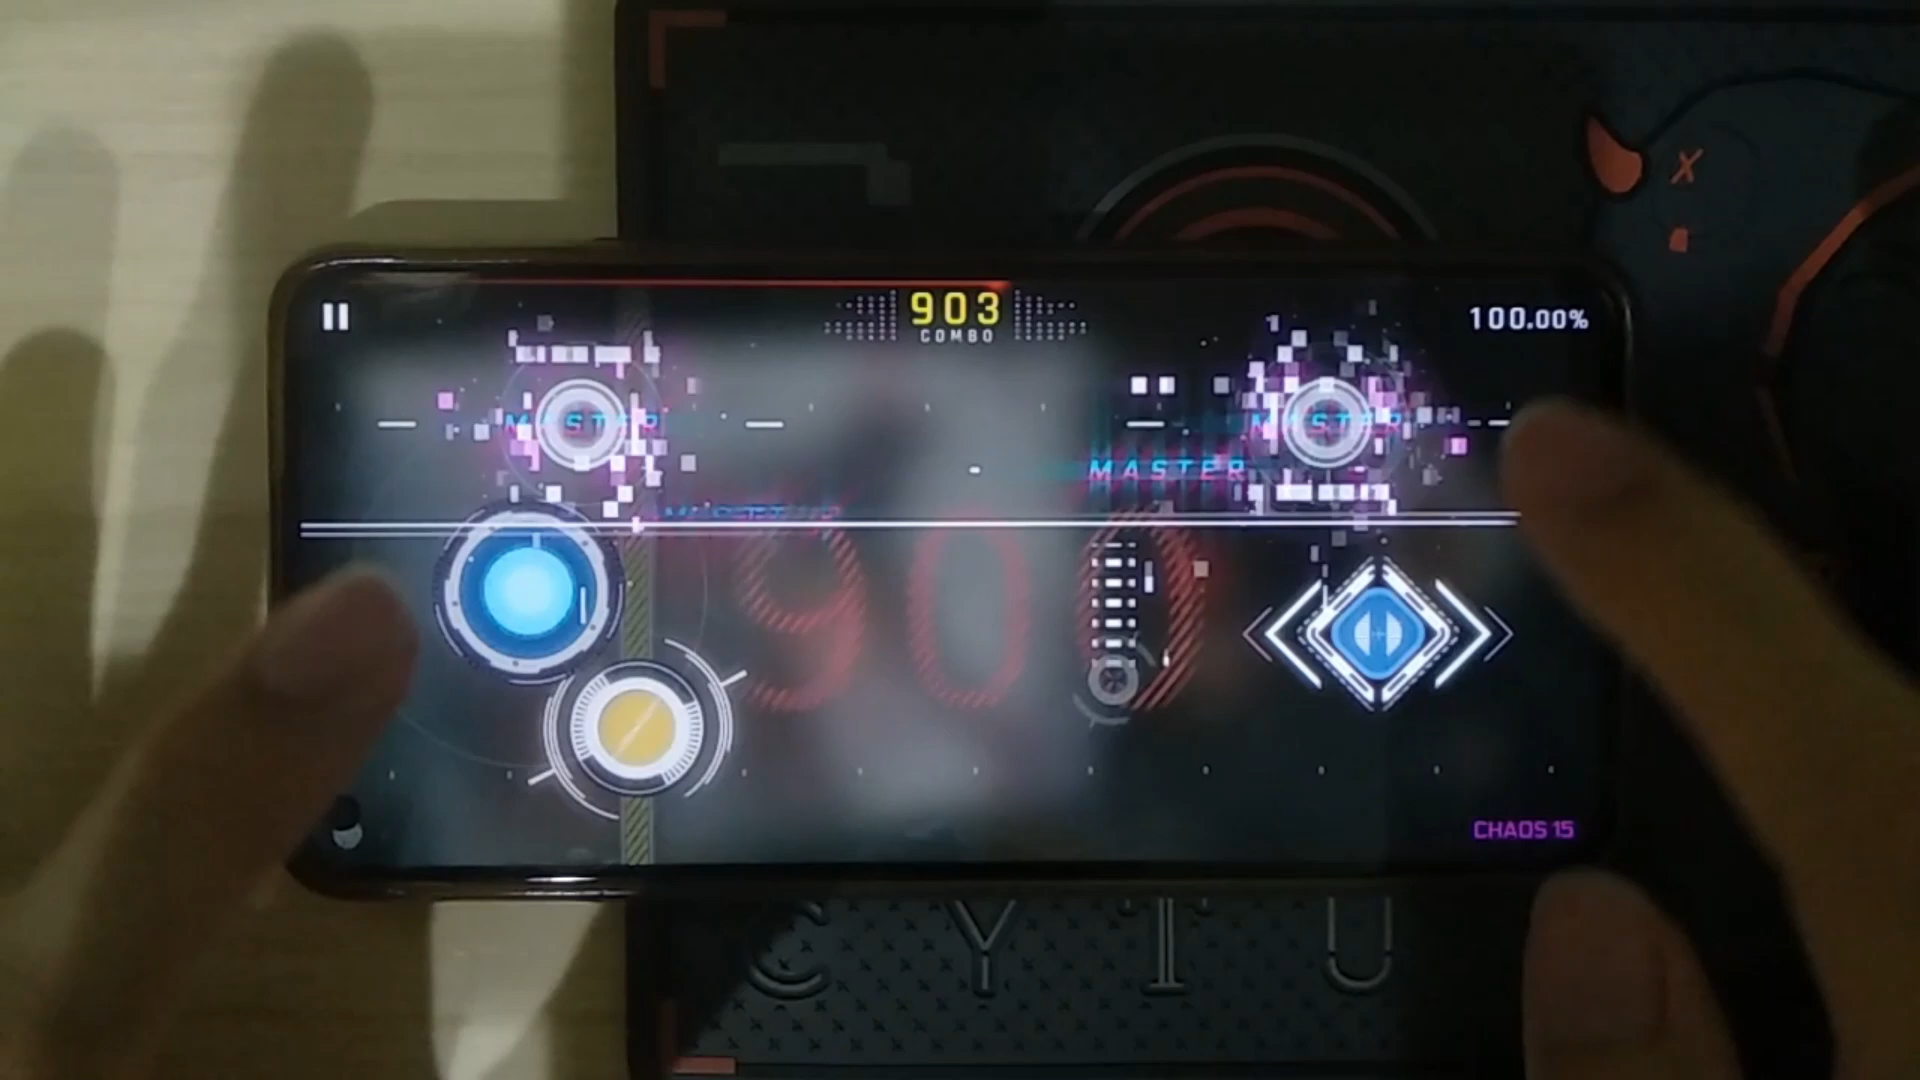 903
COMBO
100.00%
MASTER
MASTER
MASTER
900
CHAOS 15
CYTU